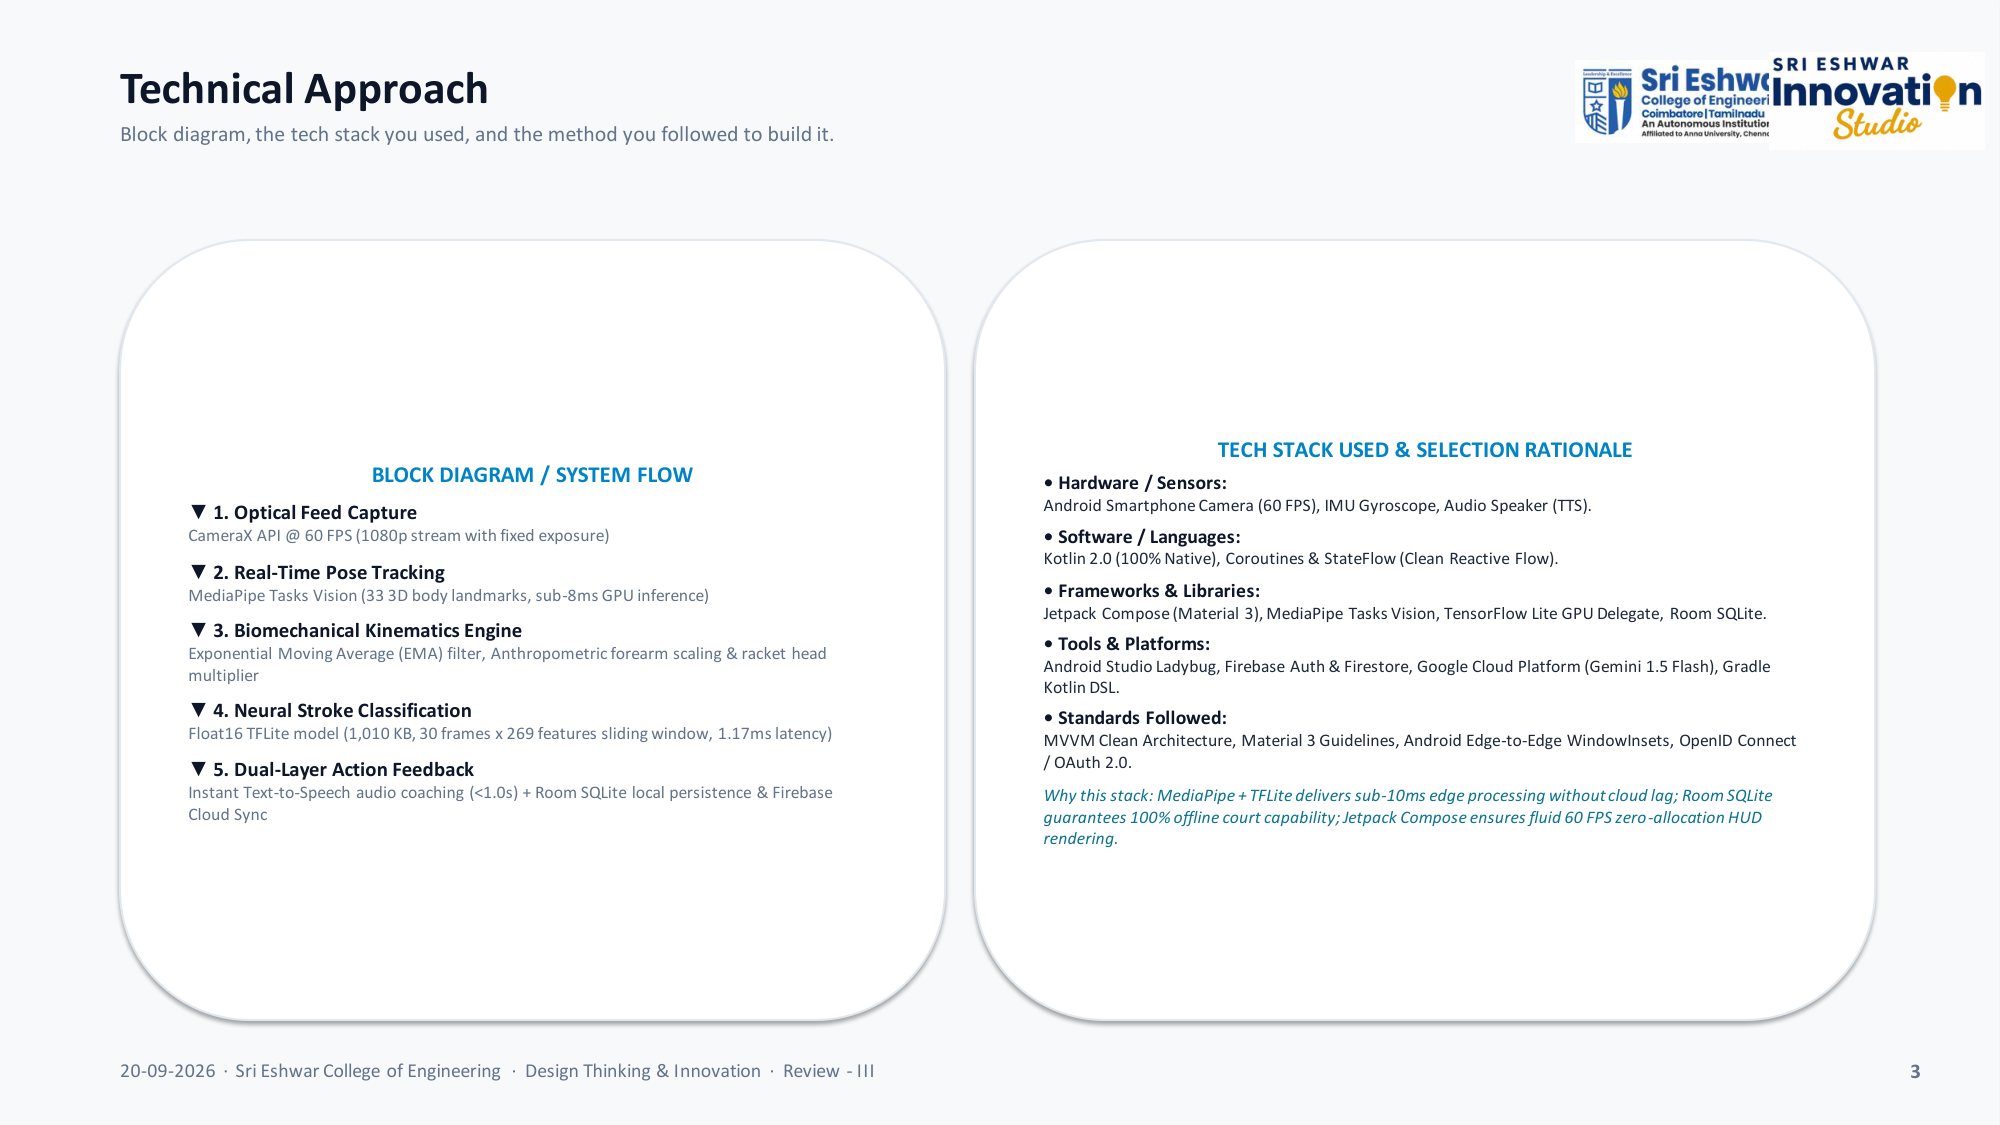 Technical Approach
Block diagram, the tech stack you used, and the method you followed to build it.
Leadership & Excellence
Sri Eshwa
College of Engineeri
Coimbatore | Tamilnadu
An Autonomous Institution
Affiliated to Anna University, Chenna
SRI ESHWAR
Innovation
Studio
BLOCK DIAGRAM / SYSTEM FLOW
▼ 1. Optical Feed Capture
CameraX API @ 60 FPS (1080p stream with fixed exposure)
▼ 2. Real-Time Pose Tracking
MediaPipe Tasks Vision (33 3D body landmarks, sub-8ms GPU inference)
▼ 3. Biomechanical Kinematics Engine
Exponential Moving Average (EMA) filter, Anthropometric forearm scaling & racket head
multiplier
▼ 4. Neural Stroke Classification
Float16 TFLite model (1,010 KB, 30 frames x 269 features sliding window, 1.17ms latency)
▼ 5. Dual-Layer Action Feedback
Instant Text-to-Speech audio coaching (<1.0s) + Room SQLite local persistence & Firebase
Cloud Sync
TECH STACK USED & SELECTION RATIONALE
• Hardware / Sensors:
Android Smartphone Camera (60 FPS), IMU Gyroscope, Audio Speaker (TTS).
• Software / Languages:
Kotlin 2.0 (100% Native), Coroutines & StateFlow (Clean Reactive Flow).
• Frameworks & Libraries:
Jetpack Compose (Material 3), MediaPipe Tasks Vision, TensorFlow Lite GPU Delegate, Room SQLite.
• Tools & Platforms:
Android Studio Ladybug, Firebase Auth & Firestore, Google Cloud Platform (Gemini 1.5 Flash), Gradle
Kotlin DSL.
• Standards Followed:
MVVM Clean Architecture, Material 3 Guidelines, Android Edge-to-Edge WindowInsets, OpenID Connect
/ OAuth 2.0.
Why this stack: MediaPipe + TFLite delivers sub-10ms edge processing without cloud lag; Room SQLite
guarantees 100% offline court capability; Jetpack Compose ensures fluid 60 FPS zero-allocation HUD
rendering.
20-09-2026 · Sri Eshwar College of Engineering · Design Thinking & Innovation · Review - III
3